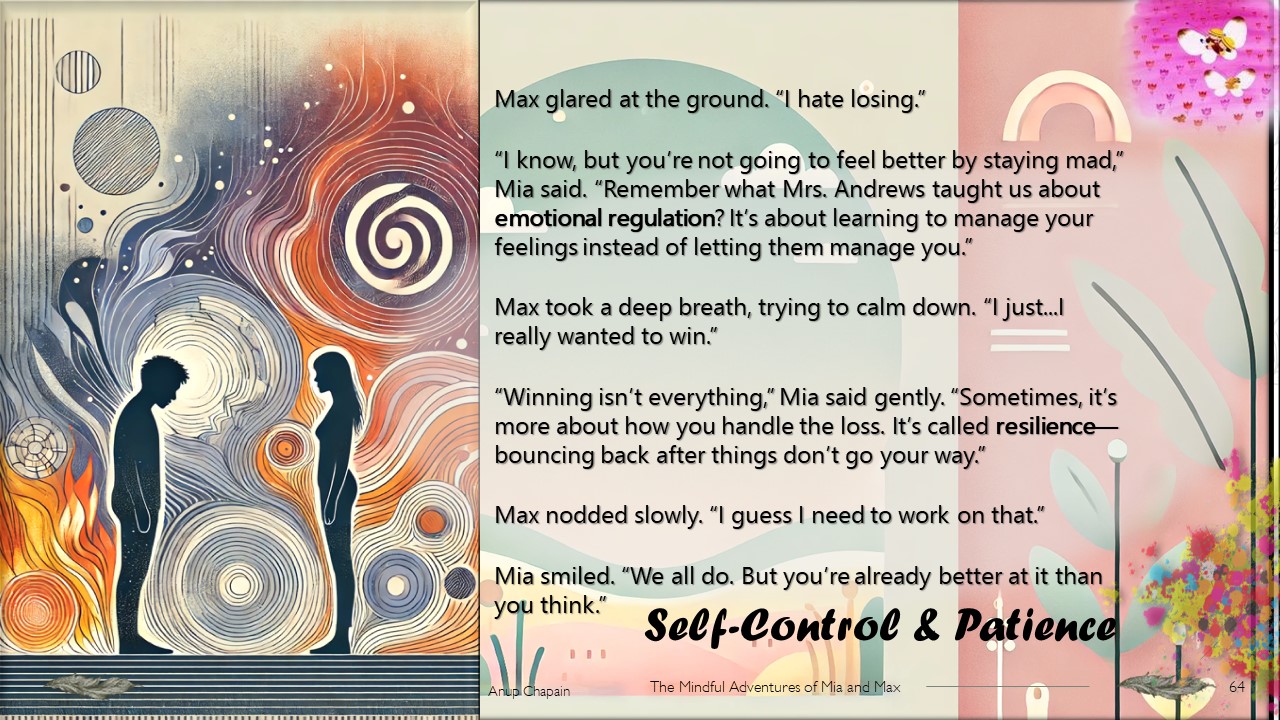 Max glared at the ground. “I hate losing.”
“I know, but you’re not going to feel better by staying mad,”
Mia said. “Remember what Mrs. Andrews taught us about
emotional regulation? It’s about learning to manage your
feelings instead of letting them manage you.”
Max took a deep breath, trying to calm down. “I just...I
really wanted to win.”
“Winning isn’t everything,” Mia said gently. “Sometimes, it’s
more about how you handle the loss. It’s called resilience—
bouncing back after things don’t go your way.”
Max nodded slowly. “I guess I need to work on that.”
Mia smiled. “We all do. But you’re already better at it than
you think.”
Self-Control & Patience
Anup Chapain
The Mindful Adventures of Mia and Max
64